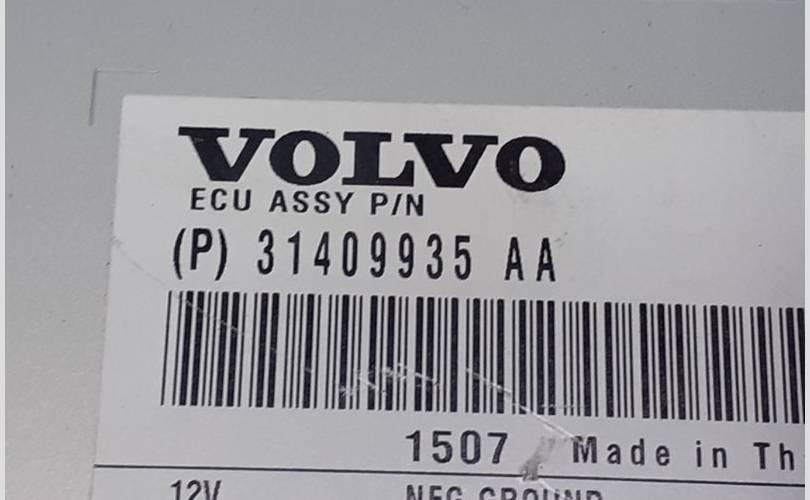 VOLVO
ECU ASSY P/N
(P) 31409935 AA
1507 Made in Th
12V NEG GROUND